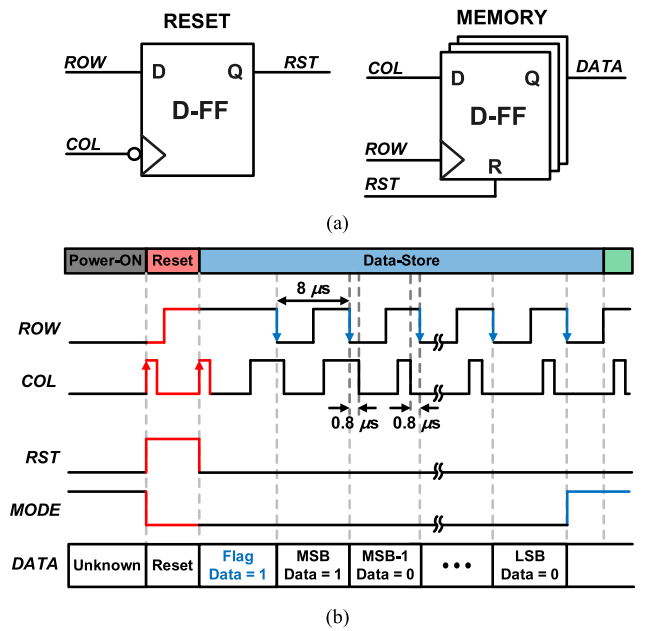 RESET
MEMORY
ROW
D
Q
RST
D-FF
COL
COL
D
Q
DATA
D-FF
ROW
R
RST
(a)
Power-ON
Reset
Data-Store
8 μs
ROW
COL
0.8 μs
0.8 μs
RST
MODE
DATA
Unknown
Reset
Flag
Data = 1
MSB
Data = 1
MSB-1
Data = 0
• • •
LSB
Data = 0
(b)